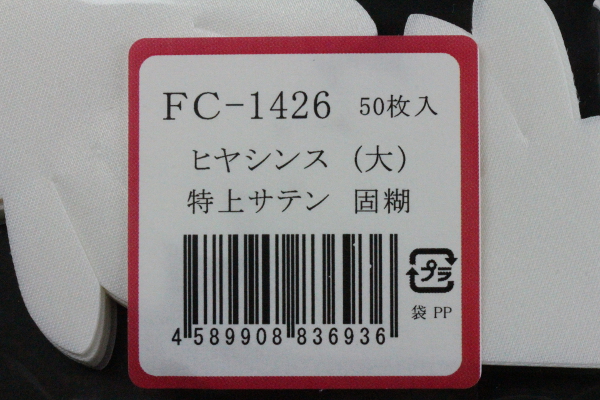 FC-1426 50枚入
ヒヤシンス (大)
特上サテン 固糊
プラ
袋 PP
4 589908 836936